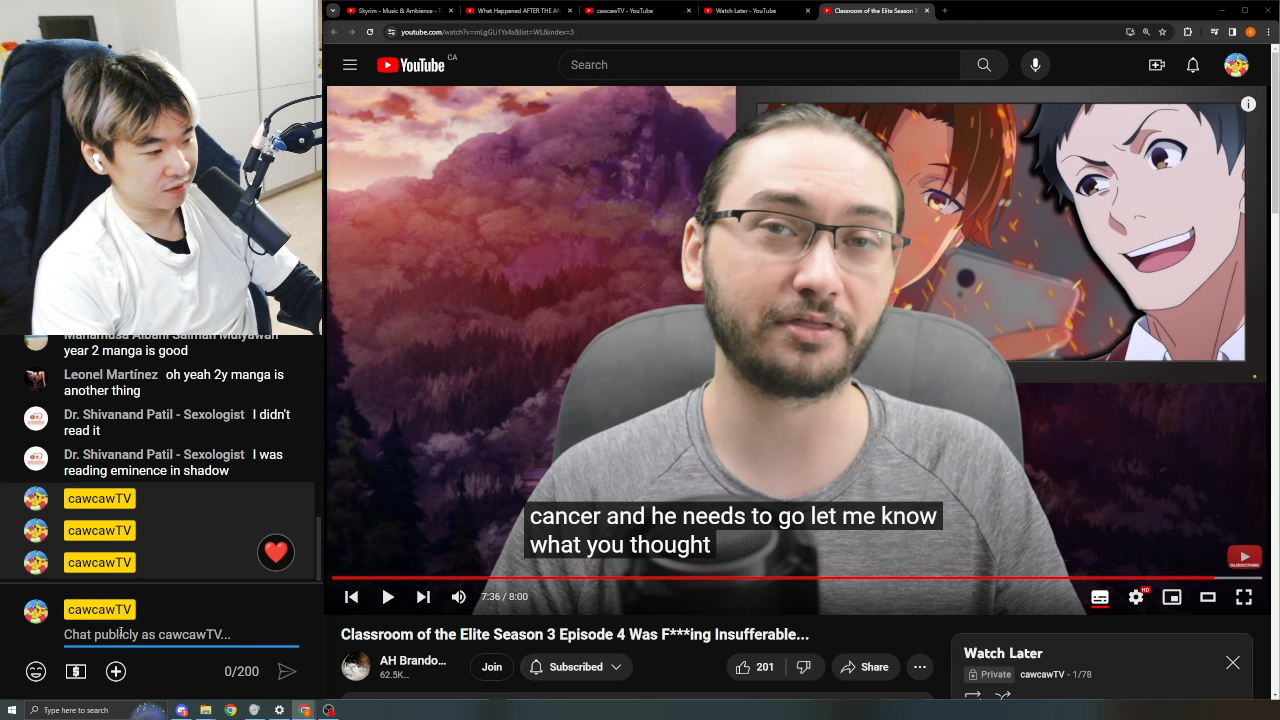 Skyrim - Music & Ambience - T
What Happened AFTER THE A
cawcawTV - YouTube
Watch Later - YouTube
Classroom of the Elite Season 3
youtube.com/watch?v=mLgGLi1Ys4s&list=WL&index=3
YouTube CA
Search
year 2 manga is good
Leonel Martínez oh yeah 2y manga is
another thing
Dr. Shivanand Patil - Sexologist I didn't
read it
Dr. Shivanand Patil - Sexologist I was
reading eminence in shadow
cawcawTV
cawcawTV
cawcawTV
cawcawTV
Chat publicly as cawcawTV...
0/200
cancer and he needs to go let me know
what you thought
SUBSCRIBE
7:36 / 8:00
HD
Classroom of the Elite Season 3 Episode 4 Was F***ing Insufferable...
AH Brando...
62.5K...
Join
Subscribed
201
Share
Watch Later
Private cawcawTV - 1/78
Type here to search